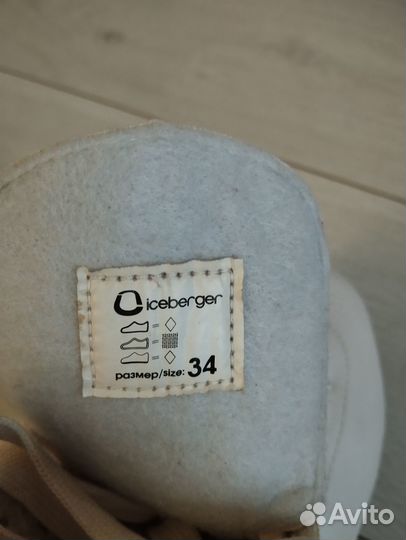 iceberger
=
=
=
размер/size: 34
Avito